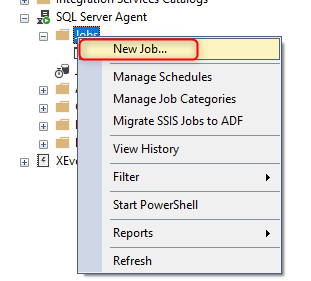 Integration Services Catalogs
SQL Server Agent
Jobs
New Job...
Manage Schedules
Manage Job Categories
Migrate SSIS Jobs to ADF
View History
Filter
Start PowerShell
Reports
Refresh
XEv